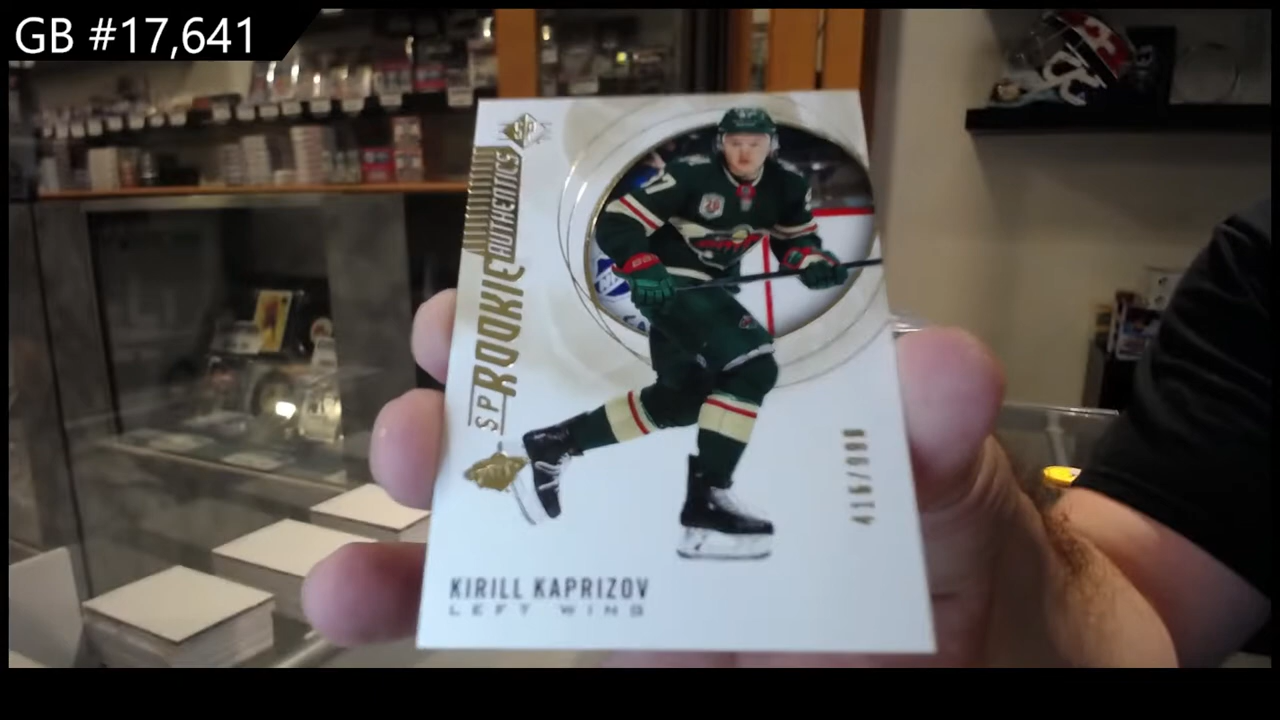 GB #17,641
SP
SP ROOKIE AUTHENTICS
KIRILL KAPRIZOV
LEFT WING